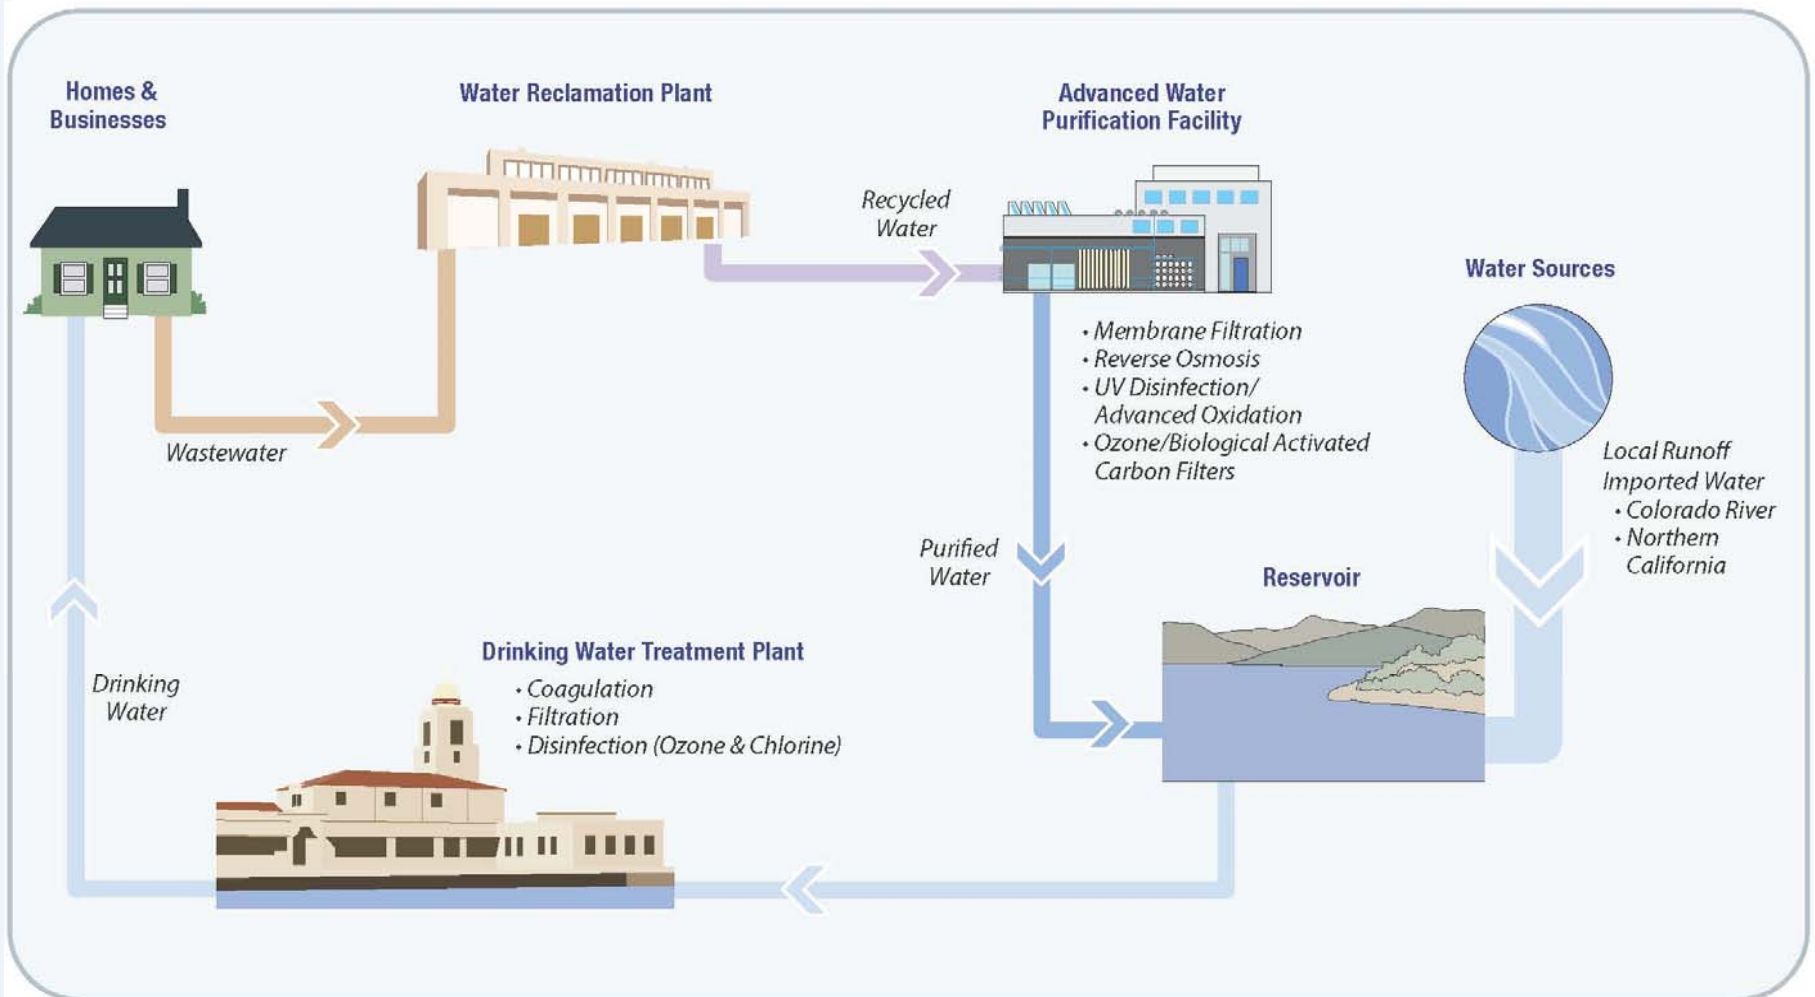 Homes &
Businesses
Water Reclamation Plant
Advanced Water
Purification Facility
Recycled
Water
Water Sources
• Membrane Filtration
• Reverse Osmosis
• UV Disinfection/
Advanced Oxidation
• Ozone/Biological Activated
Carbon Filters
Wastewater
Local Runoff
Imported Water
• Colorado River
• Northern
California
Purified
Water
Reservoir
Drinking Water Treatment Plant
• Coagulation
• Filtration
• Disinfection (Ozone & Chlorine)
Drinking
Water